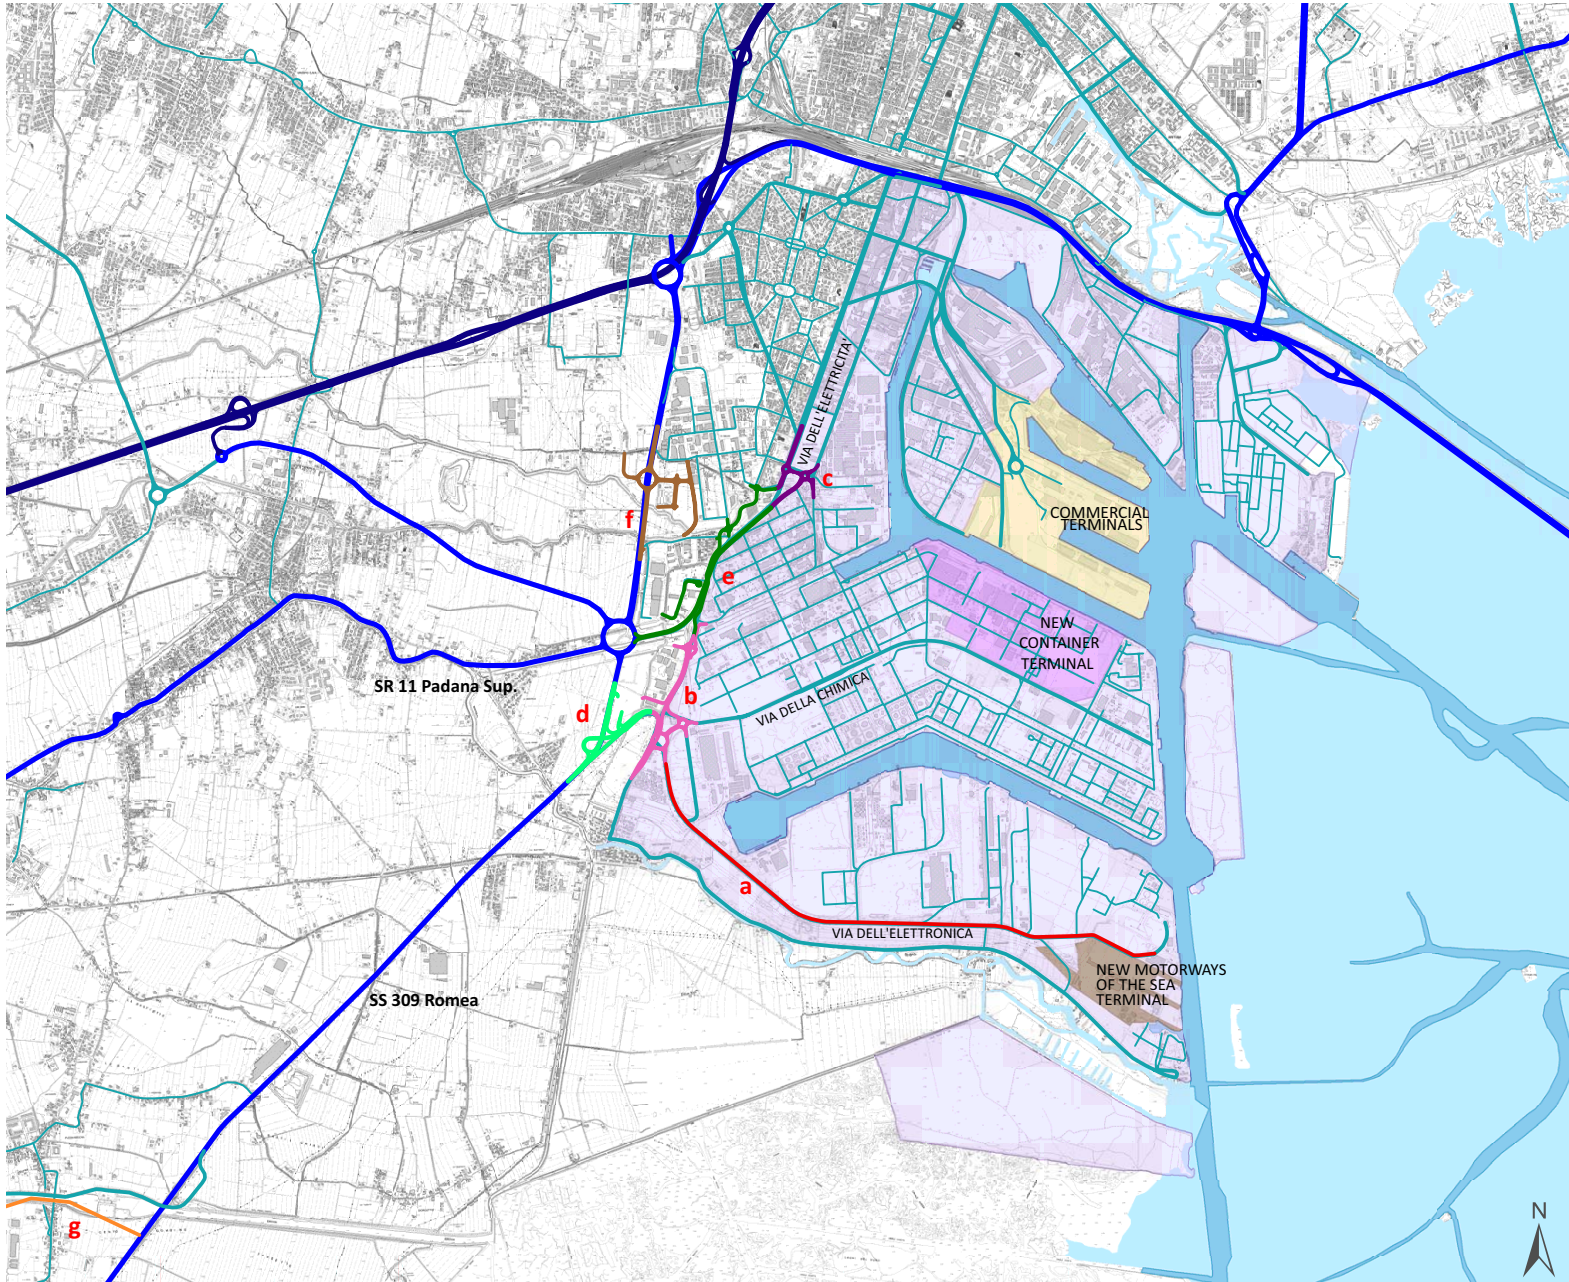 VIA DELL'ELETTRICITA'
c
COMMERCIAL
TERMINALS
f
e
NEW
CONTAINER
TERMINAL
SR 11 Padana Sup.
b
VIA DELLA CHIMICA
d
a
VIA DELL'ELETTRONICA
NEW MOTORWAYS
OF THE SEA
TERMINAL
SS 309 Romea
N
g